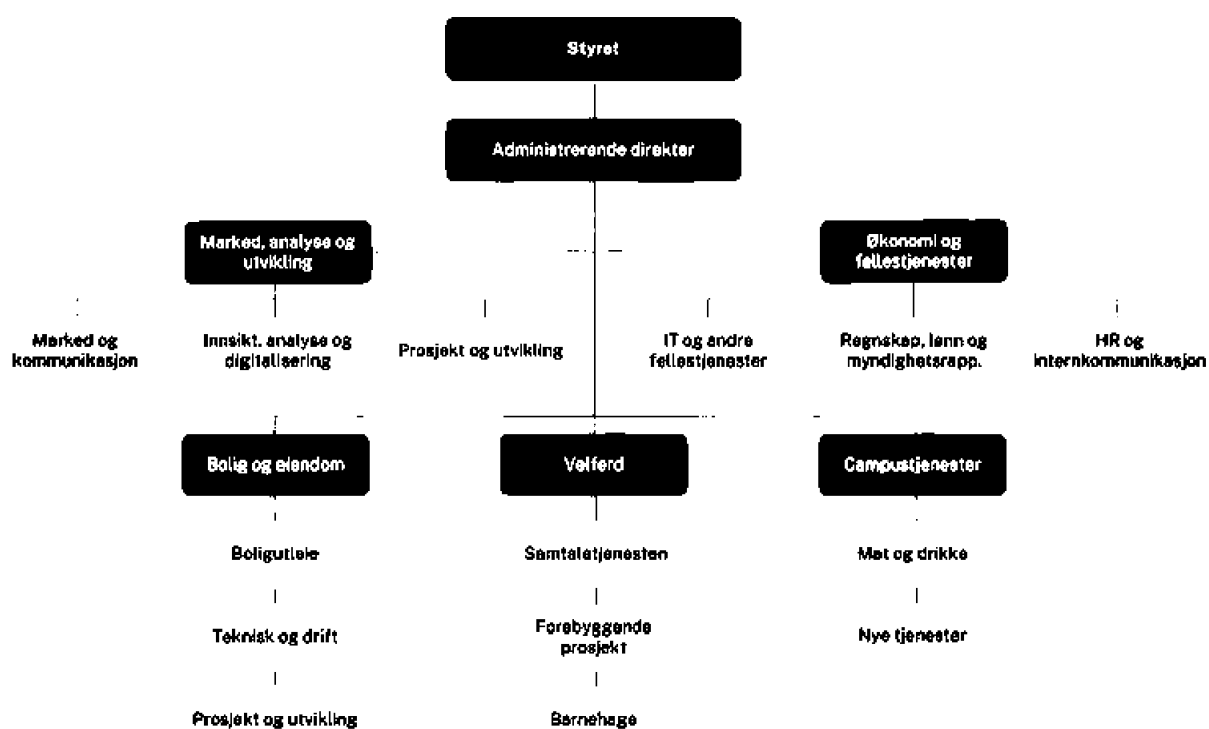 Styret
Administrerende direktør
Marked, analyse og
utvikling
Økonomi og
fellestjenester
Marked og
kommunikasjon
Innsikt, analyse og
digitalisering
Prosjekt og utvikling
IT og andre
fellestjenester
Regnskap, lønn og
myndighetsrapp.
HR og
internkommunikasjon
Bolig og eiendom
Velferd
Campustjenester
Boligutleie
Samtaletjenesten
Mat og drikke
Teknisk og drift
Forebyggende
prosjekt
Nye tjenester
Prosjekt og utvikling
Barnehage